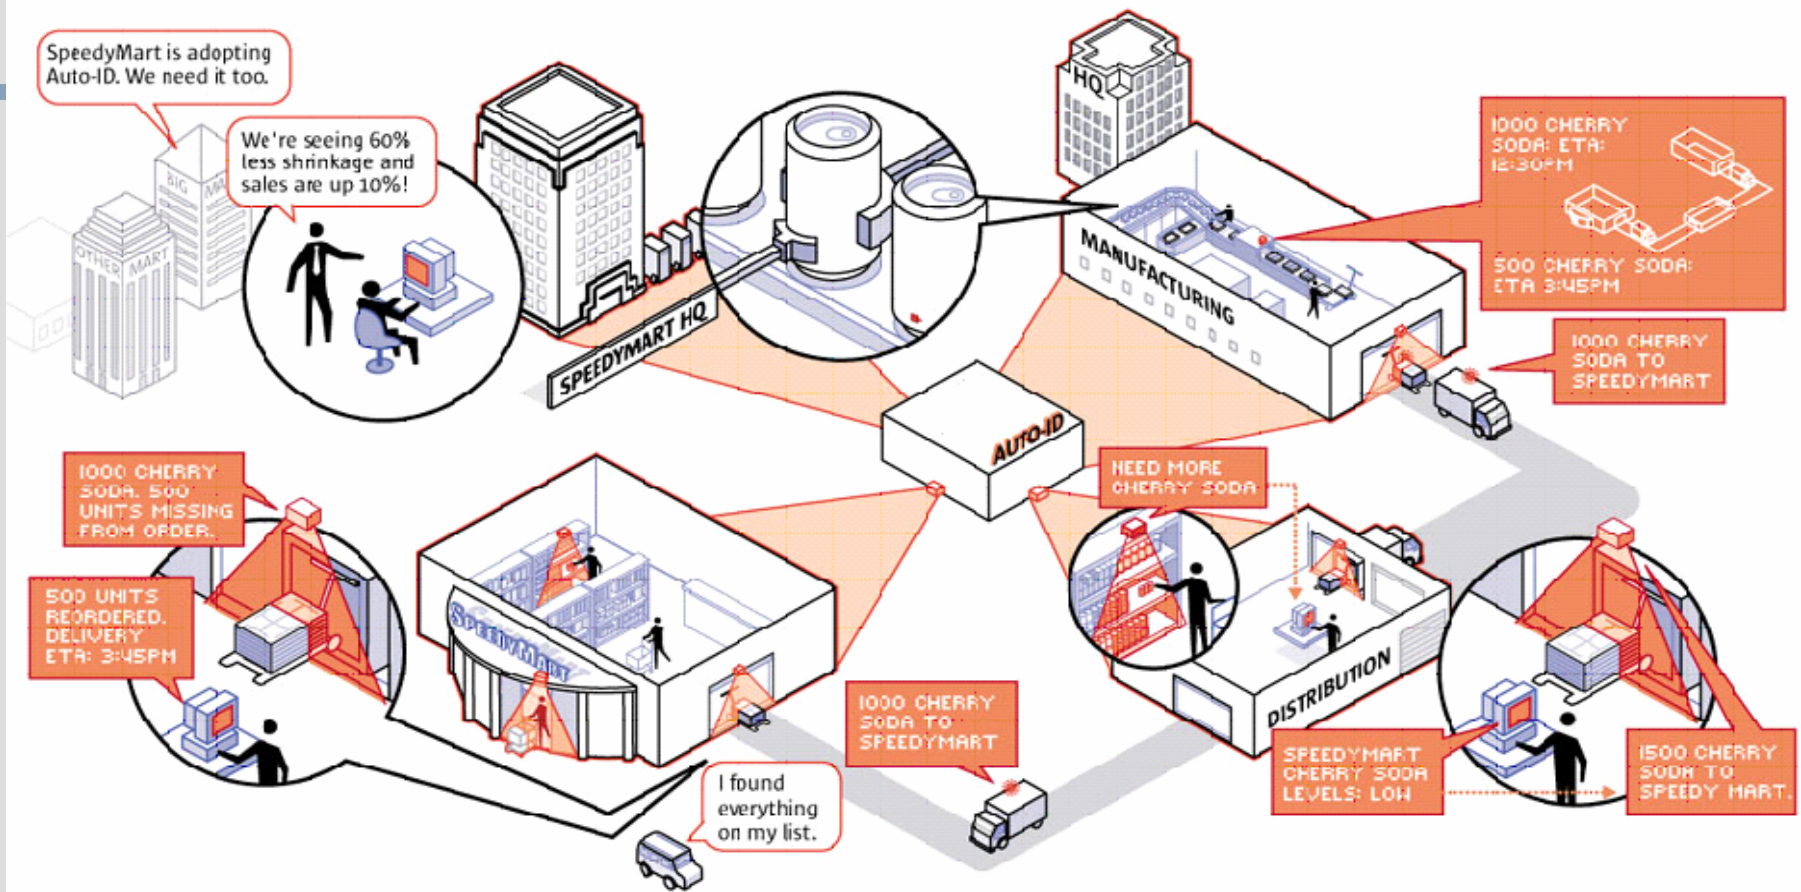 SpeedyMart is adopting
Auto-ID. We need it too.
We're seeing 60%
less shrinkage and
sales are up 10%!
BIG MA
OTHER MART
SPEEDYMART HQ
HQ
MANUFACTURING
1000 CHERRY
SODA: ETA:
12:30PM
500 CHERRY SODA:
ETA 3:45PM
1000 CHERRY
SODA TO
SPEEDYMART
AUTO-ID
NEED MORE
CHERRY SODA
1000 CHERRY
SODA. 500
UNITS MISSING
FROM ORDER.
500 UNITS
REORDERED.
DELIVERY
ETA: 3:45PM
SPEEDYMART
1000 CHERRY
SODA TO
SPEEDYMART
I found
everything
on my list.
DISTRIBUTION
SPEEDYMART
CHERRY SODA
LEVELS: LOW
1500 CHERRY
SODA TO
SPEEDY MART.